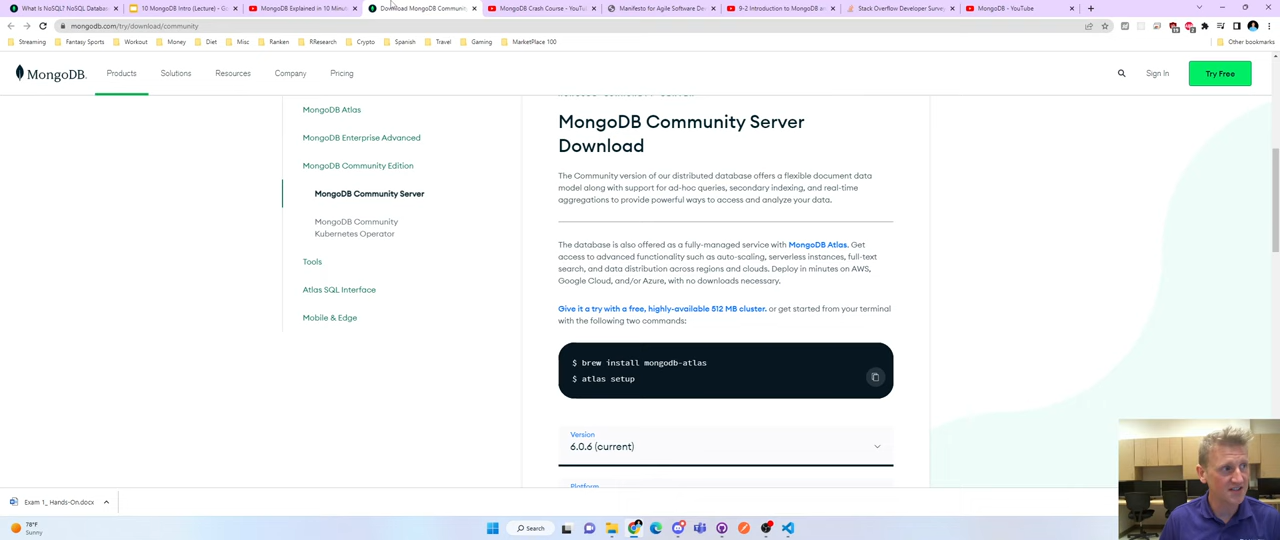 What Is NoSQL? NoSQL Databas
10 MongoDB Intro (Lecture) - Go
MongoDB Explained in 10 Minut
Download MongoDB Community
MongoDB Crash Course - YouTu
Manifesto for Agile Software De
9-2 Introduction to MongoDB a
Stack Overflow Developer Survey
MongoDB - YouTube
mongodb.com/try/download/community
Streaming
Fantasy Sports
Workout
Money
Diet
Misc
Ranken
RResearch
Crypto
Spanish
Travel
Gaming
MarketPlace 100
Other bookmarks
MongoDB.
Products
Solutions
Resources
Company
Pricing
Sign In
Try Free
MongoDB Atlas
MongoDB Enterprise Advanced
MongoDB Community Edition
MongoDB Community Server
MongoDB Community
Kubernetes Operator
Tools
Atlas SQL Interface
Mobile & Edge
MongoDB Community Server
Download
The Community version of our distributed database offers a flexible document data
model along with support for ad-hoc queries, secondary indexing, and real-time
aggregations to provide powerful ways to access and analyze your data.
The database is also offered as a fully-managed service with MongoDB Atlas. Get
access to advanced functionality such as auto-scaling, serverless instances, full-text
search, and data distribution across regions and clouds. Deploy in minutes on AWS,
Google Cloud, and/or Azure, with no downloads necessary.
Give it a try with a free, highly-available 512 MB cluster. or get started from your terminal
with the following two commands:
$ brew install mongodb-atlas
$ atlas setup
Version
6.0.6 (current)
Platform
Exam 1_ Hands-On.docx
78°F
Sunny
Search